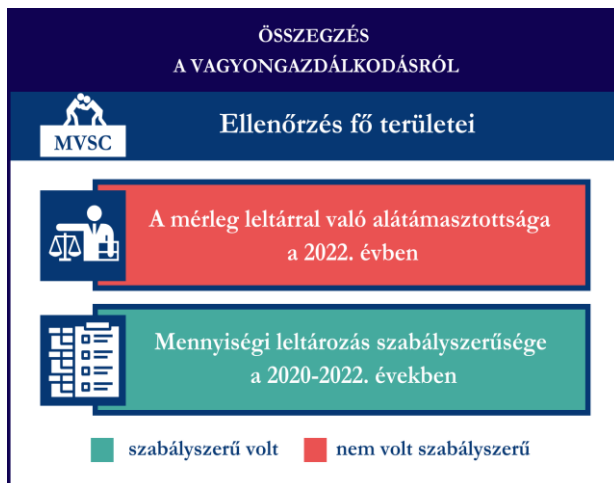 ÖSSZEGZÉS
A VAGYONGAZDÁLKODÁSRÓL
MVSC
Ellenőrzés fő területei
A mérleg leltárral való alátámasztottsága
a 2022. évben
Mennyiségi leltározás szabályszerűsége
a 2020-2022. években
szabályszerű volt
nem volt szabályszerű